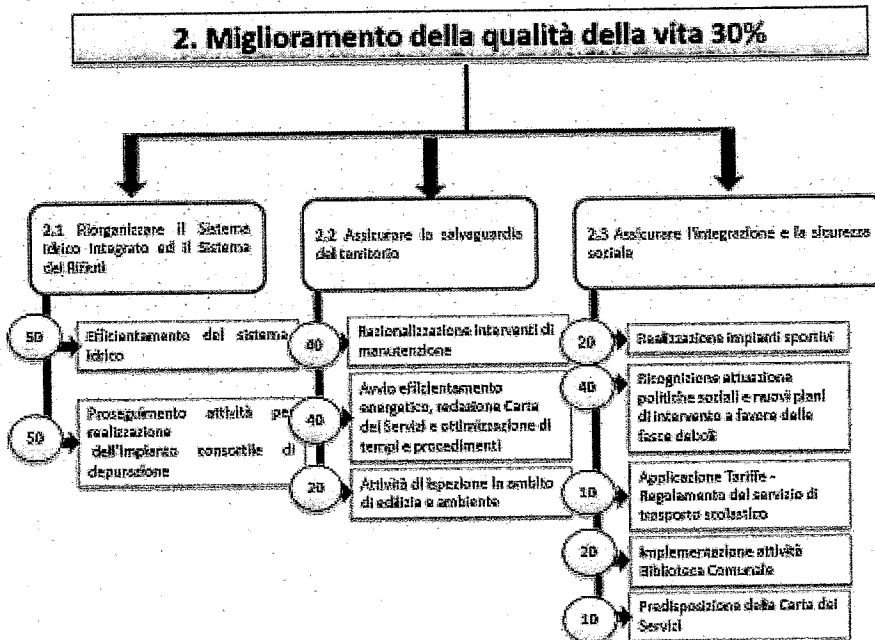 2. Miglioramento della qualità della vita 30%
2.1 Riorganizzare il Sistema
Idrico Integrato ed il Sistema
dei Rifiuti
50
Efficientamento del sistema
idrico
50
Proseguimento attività per
realizzazione
dell'impianto consortile di
depurazione
2.2 Assicurare la salvaguardia
del territorio
40
Razionalizzazione interventi di
manutenzione
40
Avvio efficientamento
energetico, redazione Carta
dei Servizi e ottimizzazione di
tempi e procedimenti
20
Attività di ispezione in ambito
di edilizia e ambiente
2.3 Assicurare l'integrazione e la sicurezza
sociale
20
Realizzazione impianti sportivi
40
Ricognizione attuazione
politiche sociali e nuovi piani
di intervento a favore delle
fasce deboli
10
Applicazione Tariffe -
Regolamento del servizio di
trasporto scolastico
20
Implementazione attività
Biblioteca Comunale
10
Predisposizione della Carta dei
Servizi